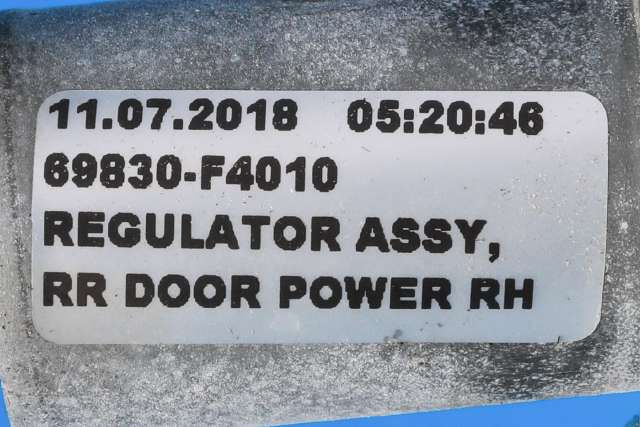 11.07.2018 05:20:46
69830-F4010
REGULATOR ASSY,
RR DOOR POWER RH